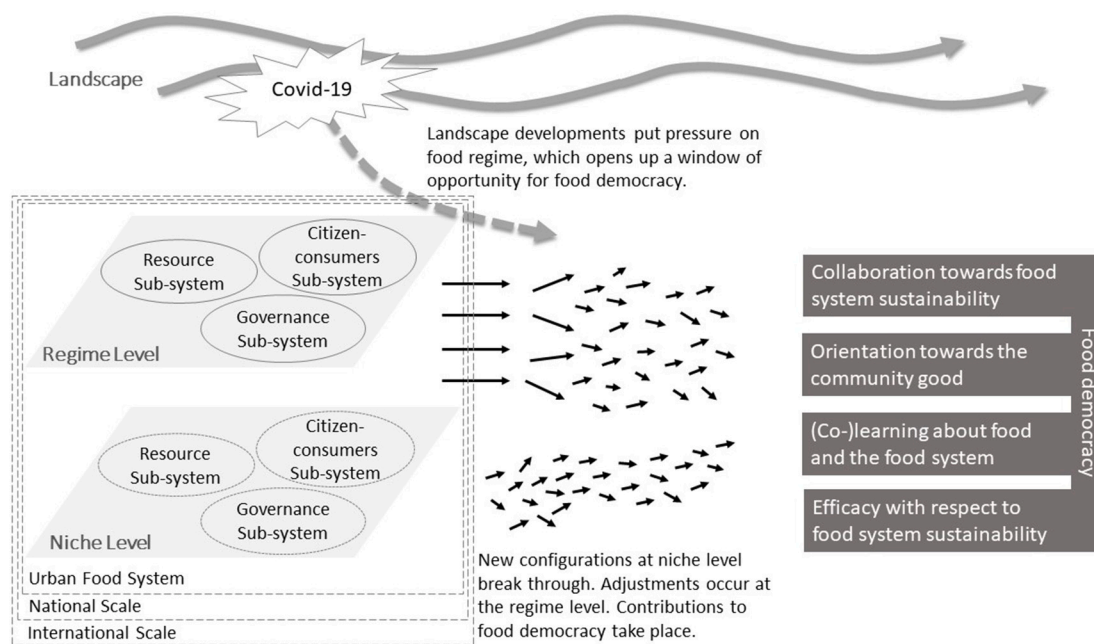 Landscape
Covid-19
Landscape developments put pressure on
food regime, which opens up a window of
opportunity for food democracy.
Resource
Sub-system
Citizen-
consumers
Sub-system
Governance
Sub-system
Regime Level
Resource
Sub-system
Citizen-
consumers
Sub-system
Governance
Sub-system
Niche Level
Urban Food System
National Scale
International Scale
New configurations at niche level
break through. Adjustments occur at
the regime level. Contributions to
food democracy take place.
Collaboration towards food
system sustainability
Orientation towards the
community good
(Co-)learning about food
and the food system
Efficacy with respect to
food system sustainability
Food democracy